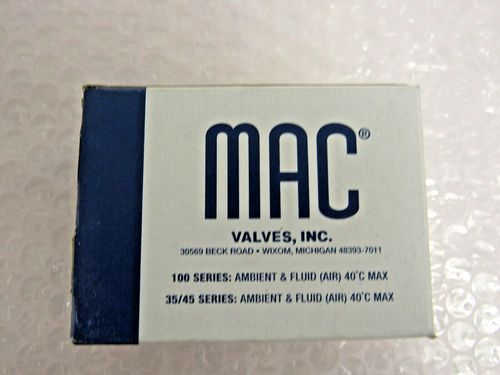 MAC®
VALVES, INC.
30569 BECK ROAD • WIXOM, MICHIGAN 48393-7011
100 SERIES: AMBIENT & FLUID (AIR) 40°C MAX
35/45 SERIES: AMBIENT & FLUID (AIR) 40°C MAX